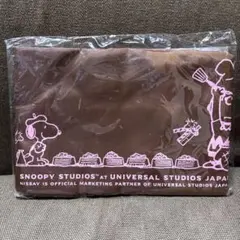 SNOOPY STUDIOS™ AT UNIVERSAL STUDIOS JAPAN
NISSAY IS OFFICIAL MARKETING PARTNER OF UNIVERSAL STUDIOS JAPAN